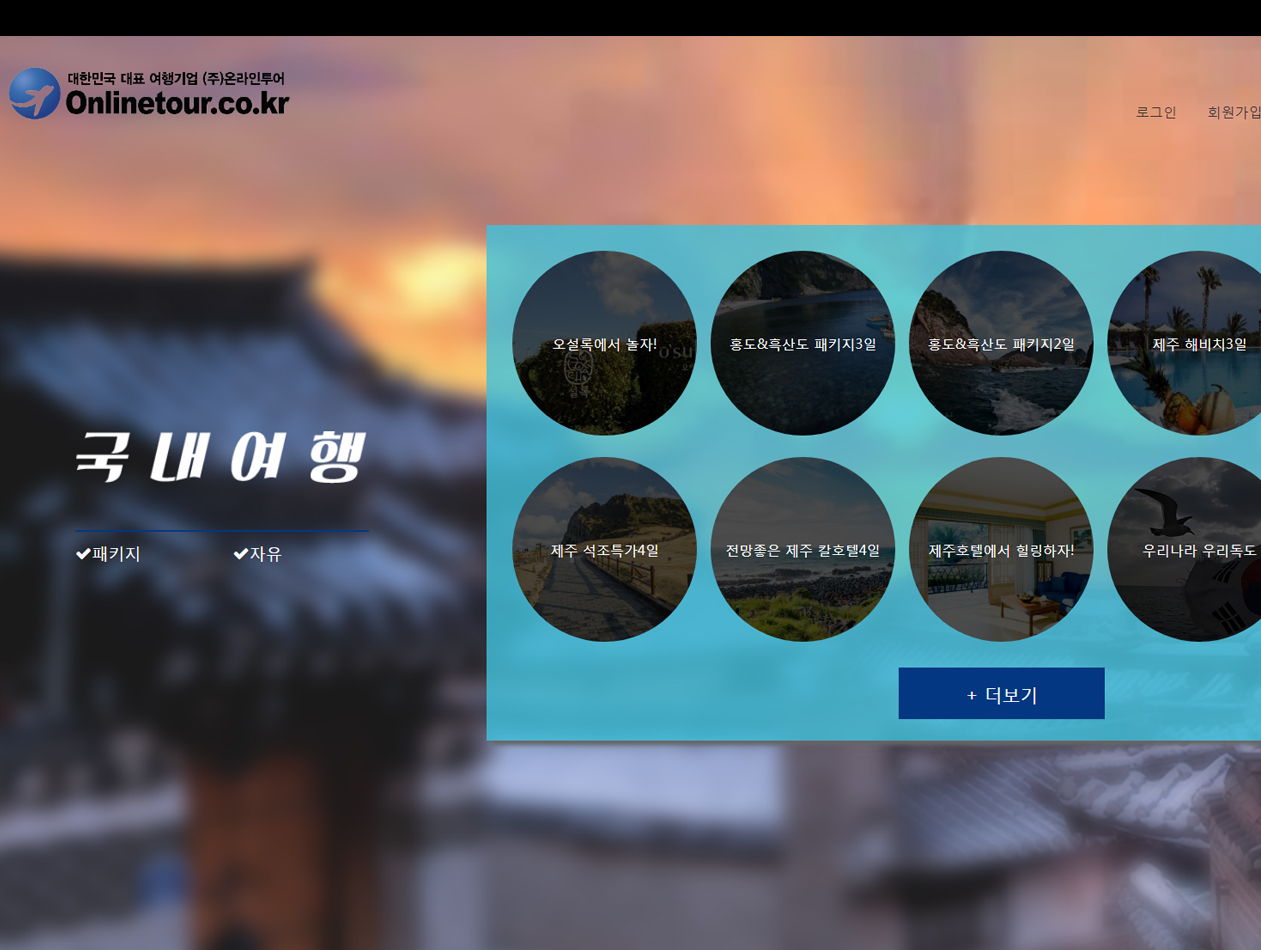 대한민국 대표 여행기업 (주)온라인투어
Onlinetour.co.kr
로그인 회원가입
오설록에서 놀자!
홍도&흑산도 패키지3일
홍도&흑산도 패키지2일
제주 해비치3일
국내여행
패키지 자유
제주 석조특가4일
전망좋은 제주 칼호텔4일
제주호텔에서 힐링하자!
우리나라 우리독도
+ 더보기